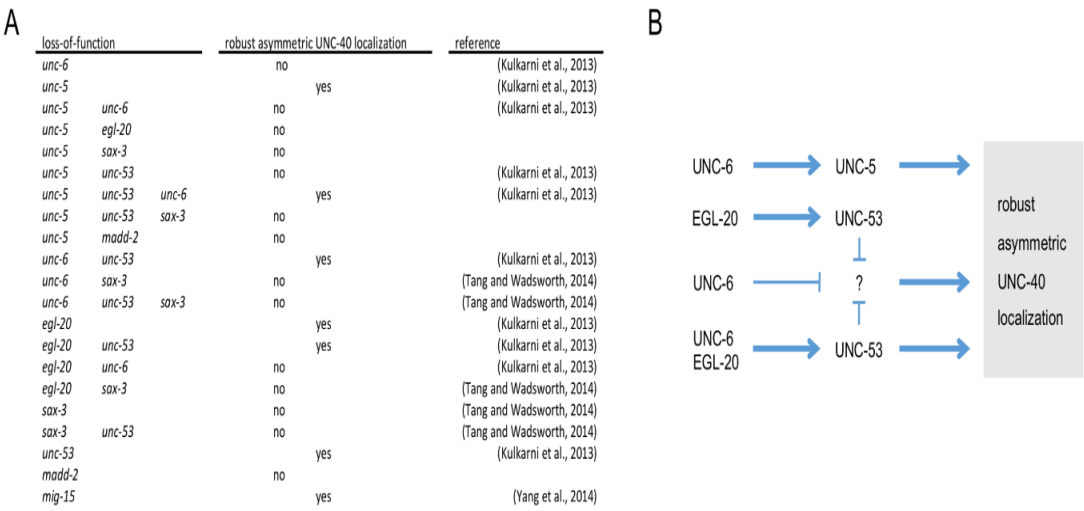 A
loss-of-function robust asymmetric UNC-40 localization reference
unc-6 no (Kulkarni et al., 2013)
unc-5 yes (Kulkarni et al., 2013)
unc-5 unc-6 no (Kulkarni et al., 2013)
unc-5 egl-20 no
unc-5 sax-3 no
unc-5 unc-53 no (Kulkarni et al., 2013)
unc-5 unc-53 unc-6 yes (Kulkarni et al., 2013)
unc-5 unc-53 sax-3 no
unc-5 madd-2 no
unc-6 unc-53 yes (Kulkarni et al., 2013)
unc-6 sax-3 no (Tang and Wadsworth, 2014)
unc-6 unc-53 sax-3 no (Tang and Wadsworth, 2014)
egl-20 yes (Kulkarni et al., 2013)
egl-20 unc-53 yes (Kulkarni et al., 2013)
egl-20 unc-6 no (Kulkarni et al., 2013)
egl-20 sax-3 no (Tang and Wadsworth, 2014)
sax-3 no (Tang and Wadsworth, 2014)
sax-3 unc-53 no (Tang and Wadsworth, 2014)
unc-53 yes (Kulkarni et al., 2013)
madd-2 no
mig-15 yes (Yang et al., 2014)
B
UNC-6 UNC-5
EGL-20 UNC-53
UNC-6 ?
UNC-6
EGL-20 UNC-53
robust
asymmetric
UNC-40
localization